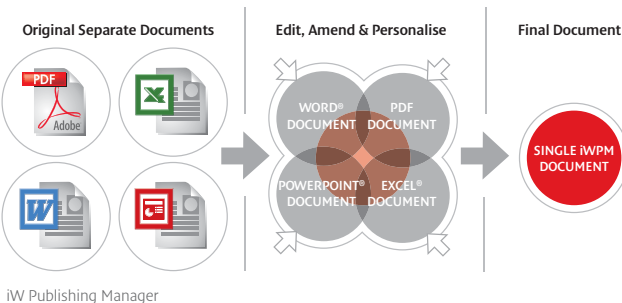 Original Separate Documents
Edit, Amend & Personalise
Final Document
PDF
Adobe
X
W
WORD®
DOCUMENT
PDF
DOCUMENT
POWERPOINT®
DOCUMENT
EXCEL®
DOCUMENT
SINGLE iWPM
DOCUMENT
iW Publishing Manager